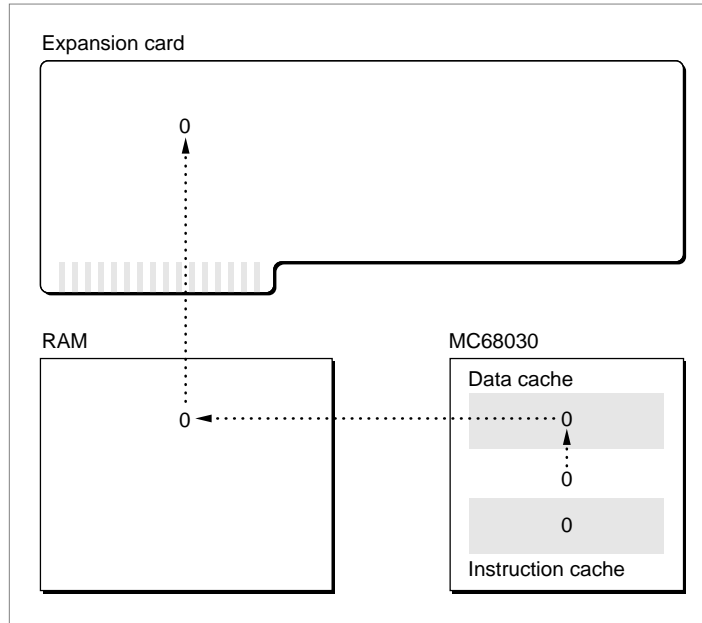 Expansion card
0
RAM
MC68030
Data cache
0 0
0
0
Instruction cache